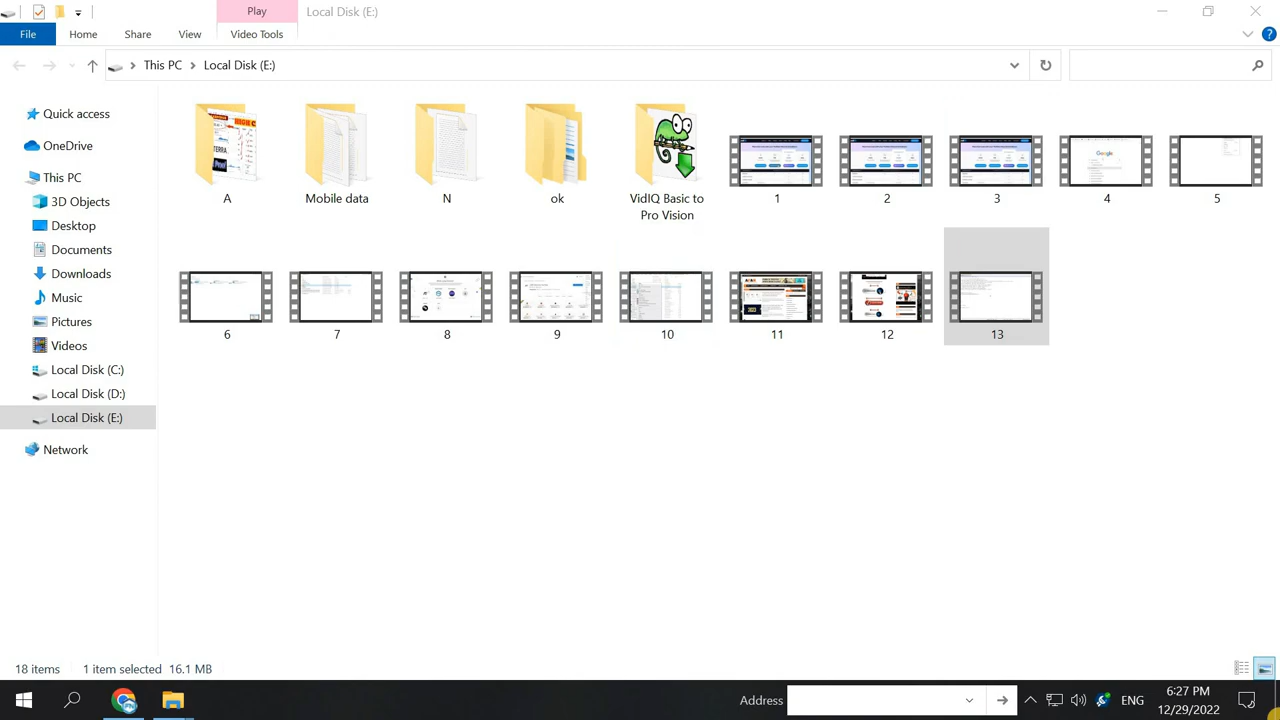 Play
Local Disk (E:)
File
Home
Share
View
Video Tools
This PC
Local Disk (E:)
Quick access
OneDrive
This PC
3D Objects
Desktop
Documents
Downloads
Music
Pictures
Videos
Local Disk (C:)
Local Disk (D:)
Local Disk (E:)
Network
A
Mobile data
N
ok
VidIQ Basic to
Pro Vision
1
2
3
4
5
6
7
8
9
10
11
12
13
18 items
1 item selected 16.1 MB
Address
ENG
6:27 PM
12/29/2022